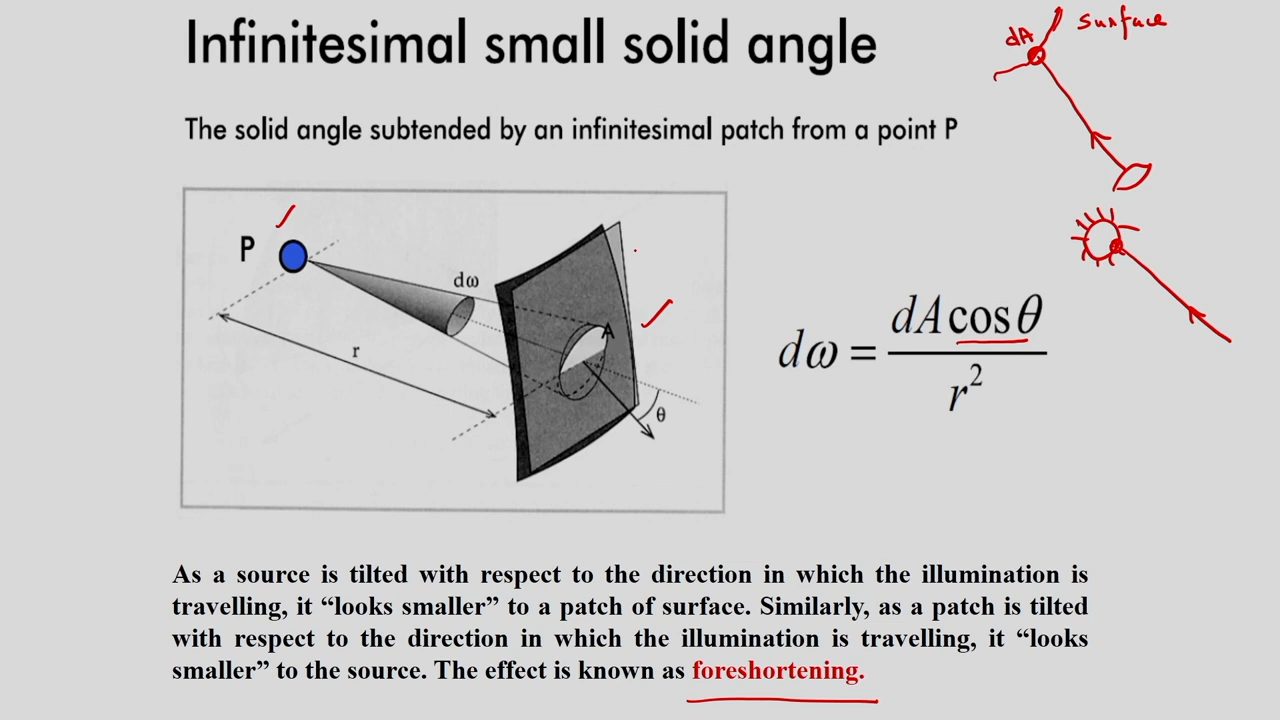 Infinitesimal small solid angle
dA surface
The solid angle subtended by an infinitesimal patch from a point P
P
dω
A
r
θ
dω = dA cos θ / r²
As a source is tilted with respect to the direction in which the illumination is
travelling, it “looks smaller” to a patch of surface. Similarly, as a patch is tilted
with respect to the direction in which the illumination is travelling, it “looks
smaller” to the source. The effect is known as foreshortening.